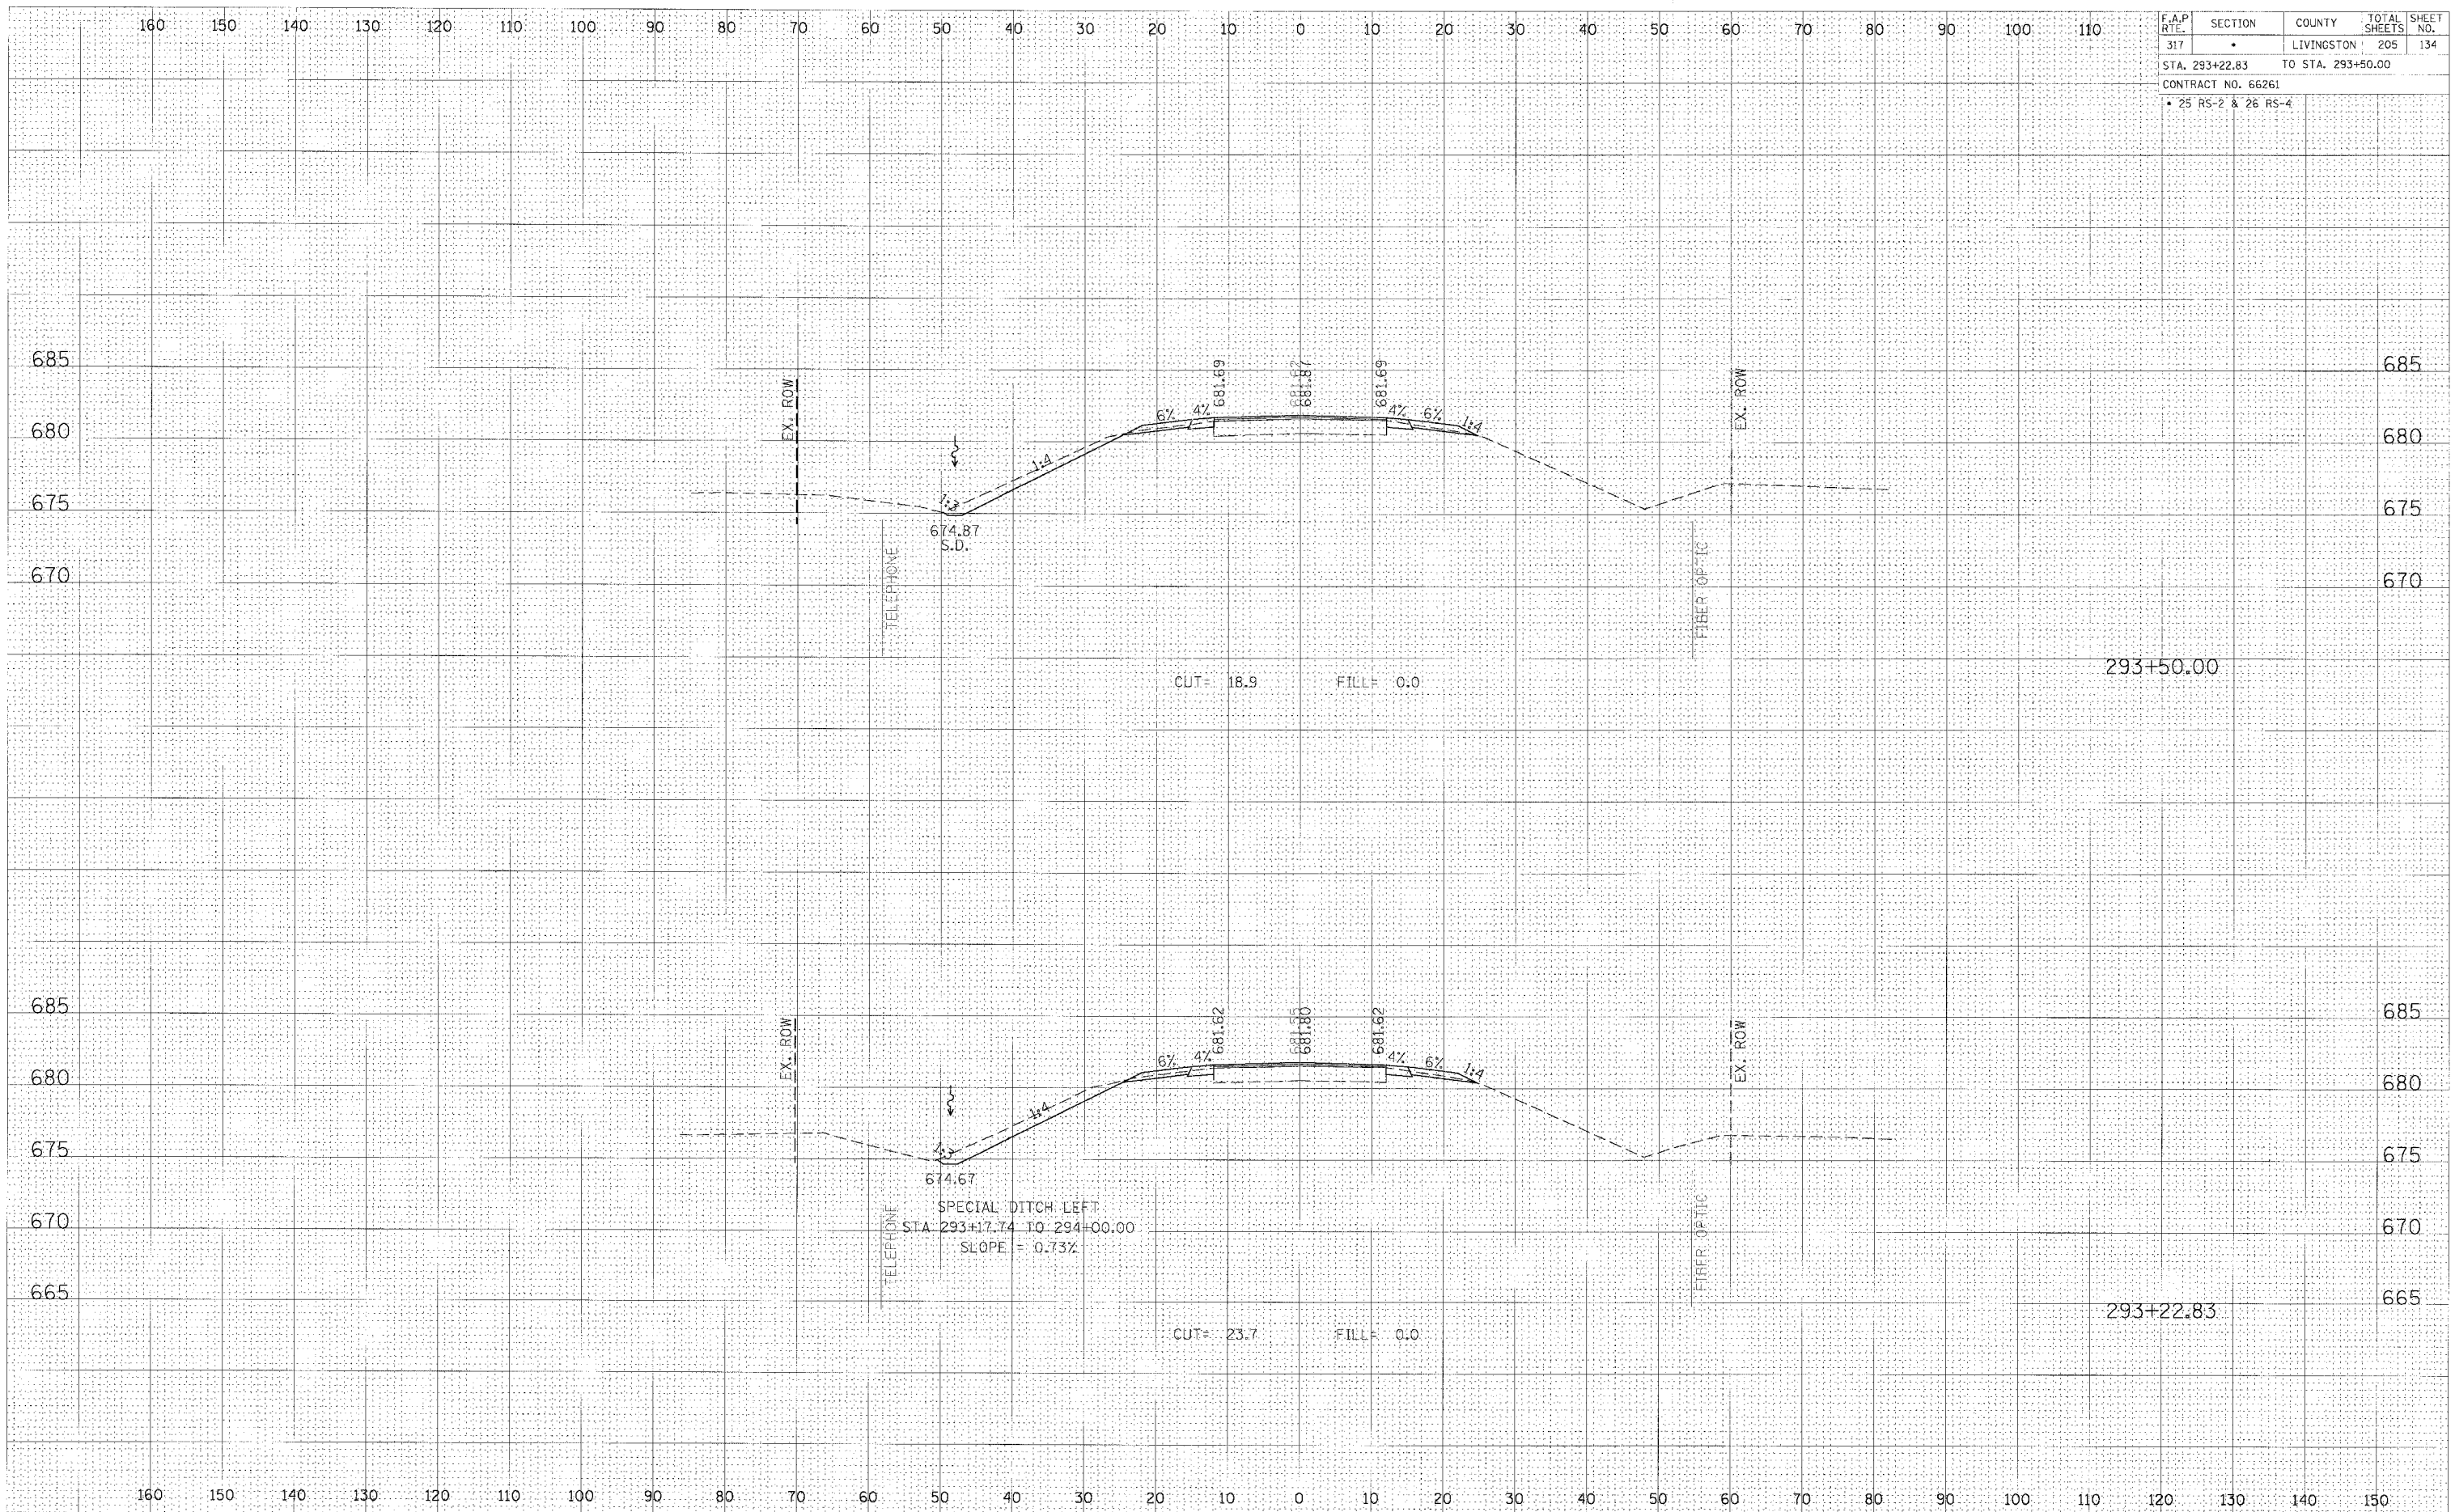 160 150 140 130 120 110 100 90 80 70 60 50 40 30 20 10 0 10 20 30 40 50 60 70 80 90 100 110
F.A.P RTE. SECTION COUNTY TOTAL SHEETS SHEET NO.
317 • LIVINGSTON 205 134
STA. 293+22.83 TO STA. 293+50.00
CONTRACT NO. 66261
• 25 RS-2 & 26 RS-4
685 685
EX. ROW
681.69
681.62
681.87
681.69
EX. ROW
6% 4% 4% 6% 1:4
680 680
1:4
1:3
675 675
674.87
S.D.
TELEPHONE
FIBER OPTIC
670 670
293+50.00
CUT= 18.9 FILL= 0.0
685 685
EX. ROW
681.62
681.55
681.80
681.62
EX. ROW
6% 4% 4% 6% 1:4
680 680
1:4
1:3
675 675
674.67
SPECIAL DITCH LEFT
STA 293+17.74 TO 294+00.00
SLOPE = 0.73%
TELEPHONE
FIBER OPTIC
670 670
665 665
293+22.83
CUT= 23.7 FILL= 0.0
160 150 140 130 120 110 100 90 80 70 60 50 40 30 20 10 0 10 20 30 40 50 60 70 80 90 100 110 120 130 140 150